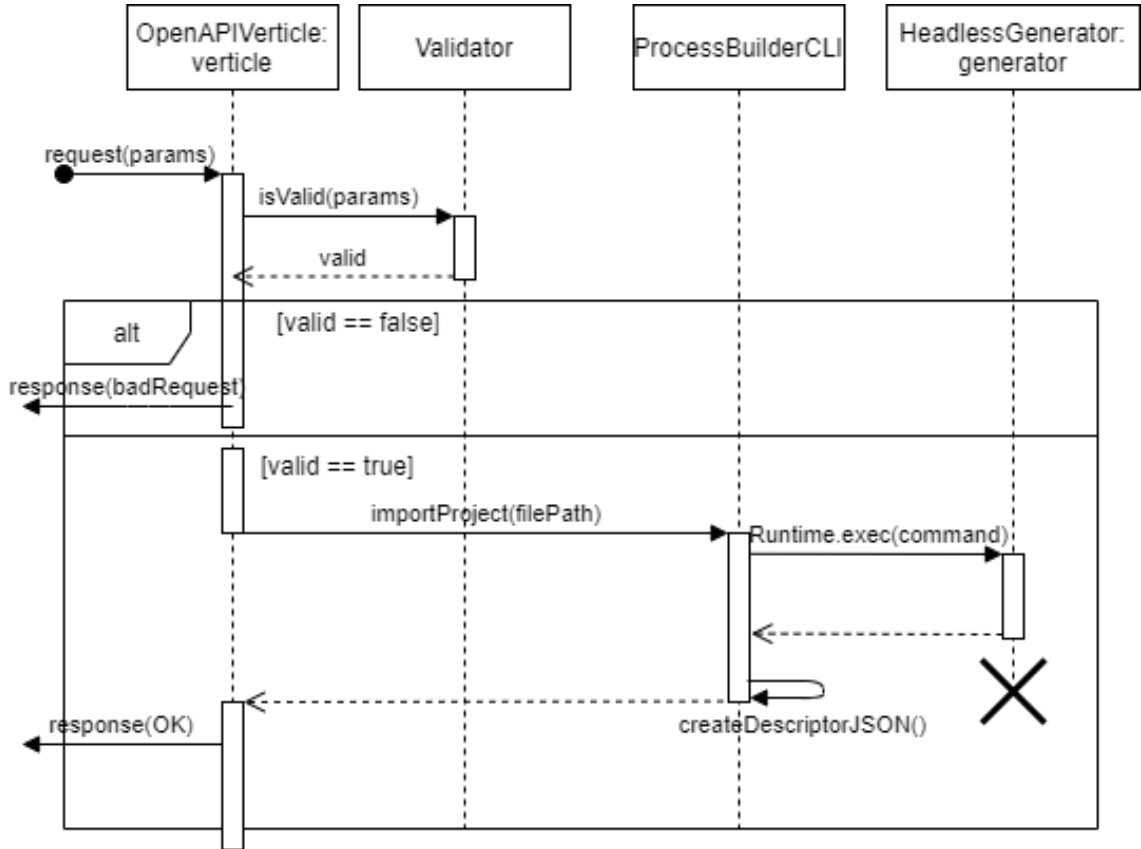 OpenAPIVerticle:
verticle
Validator
ProcessBuilderCLI
HeadlessGenerator:
generator
request(params)
isValid(params)
valid
alt
[valid == false]
response(badRequest)
[valid == true]
importProject(filePath)
Runtime.exec(command)
createDescriptorJSON()
response(OK)